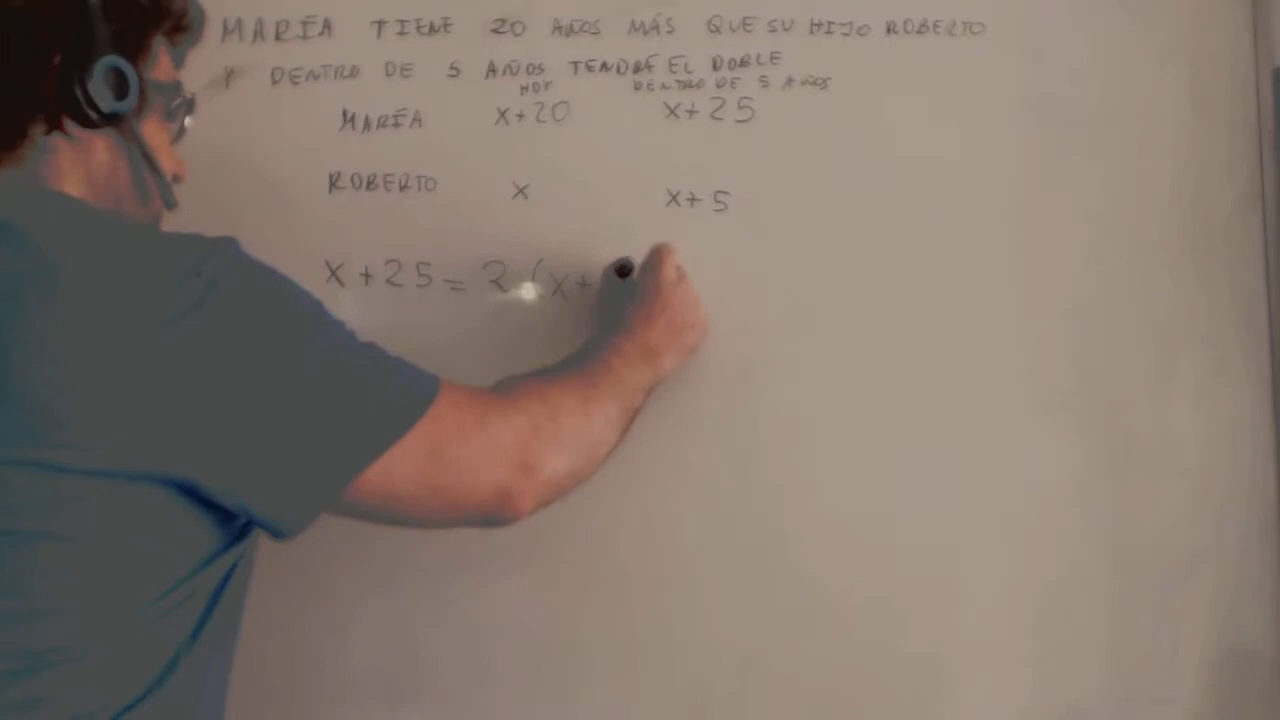 MARÍA TIENE 20 AÑOS MÁS QUE SU HIJO ROBERTO
Y DENTRO DE 5 AÑOS TENDRÉ EL DOBLE
HOY DENTRO DE 5 AÑOS
MARÍA x+20 x+25
ROBERTO x x+5
x+25=2(x+